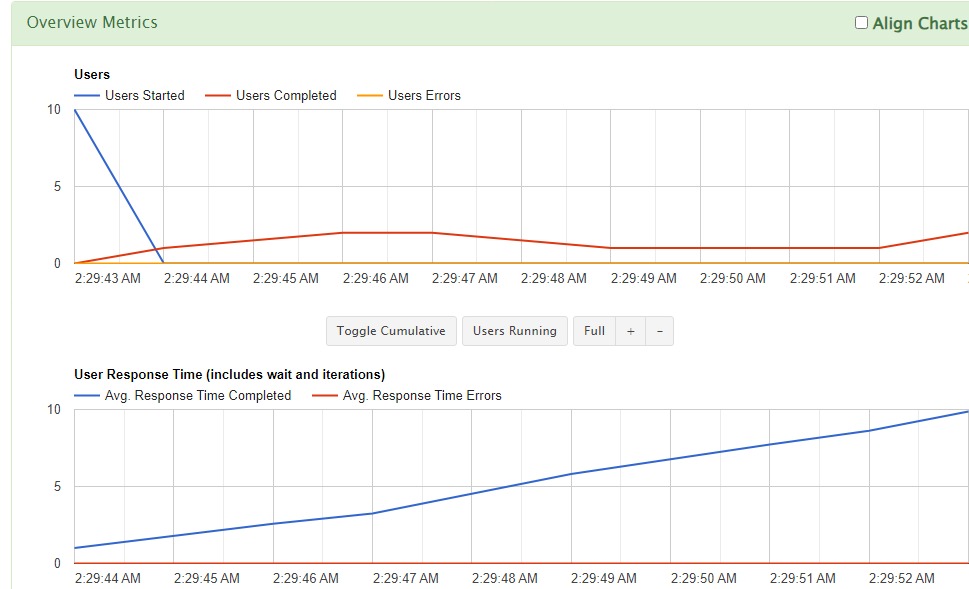 Overview Metrics
Align Charts
Users
Users Started Users Completed Users Errors
10
5
0
2:29:43 AM 2:29:44 AM 2:29:45 AM 2:29:46 AM 2:29:47 AM 2:29:48 AM 2:29:49 AM 2:29:50 AM 2:29:51 AM 2:29:52 AM
Toggle Cumulative Users Running Full + -
User Response Time (includes wait and iterations)
Avg. Response Time Completed Avg. Response Time Errors
10
5
0
2:29:44 AM 2:29:45 AM 2:29:46 AM 2:29:47 AM 2:29:48 AM 2:29:49 AM 2:29:50 AM 2:29:51 AM 2:29:52 AM